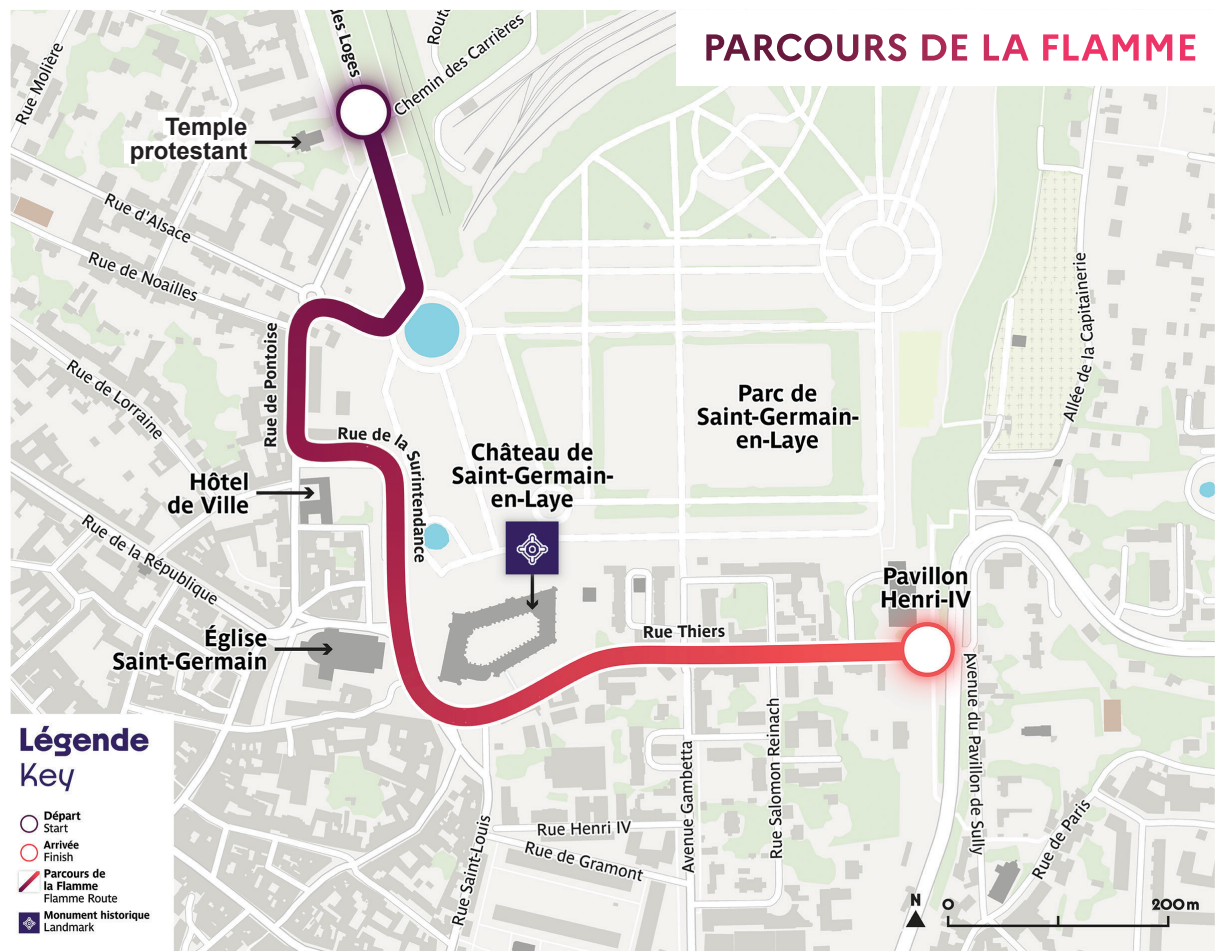 PARCOURS DE LA FLAMME
des Loges
Route
Chemin des Carrières
Rue Molière
Temple
protestant
Rue d'Alsace
Rue de Noailles
Rue de Pontoise
Rue de Lorraine
Rue de la Surintendance
Allée de la Capitainerie
Parc de
Saint-Germain-
en-Laye
Château de
Saint-Germain-
en-Laye
Hôtel
de Ville
Rue de la République
Pavillon
Henri-IV
Église
Saint-Germain
Rue Thiers
Avenue du Pavillon de Sully
Rue Salomon Reinach
Avenue Gambetta
Rue Henri IV
Rue de Gramont
Rue Saint-Louis
Rue de Paris
Légende
Key
Départ
Start
Arrivée
Finish
Parcours de
la Flamme
Flamme Route
Monument historique
Landmark
N
0
200 m